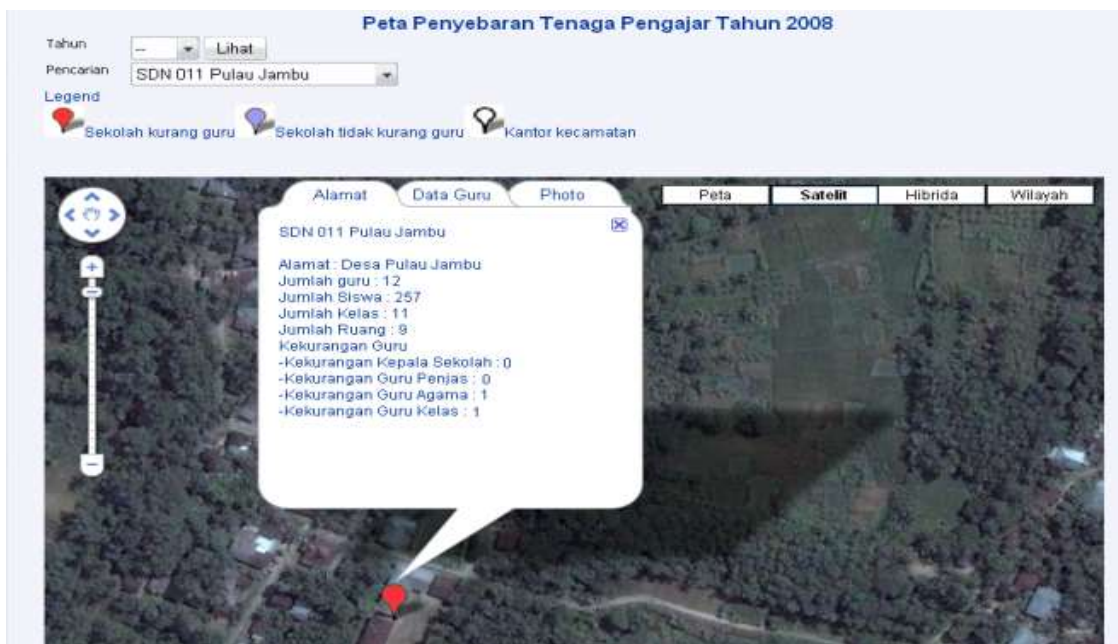 Peta Penyebaran Tenaga Pengajar Tahun 2008
Tahun -- Lihat
Pencarian SDN 011 Pulau Jambu
Legend
Sekolah kurang guru Sekolah tidak kurang guru Kantor kecamatan
Alamat Data Guru Photo Peta Satelit Hibrida Wilayah
SDN 011 Pulau Jambu
Alamat : Desa Pulau Jambu
Jumlah guru : 12
Jumlah Siswa : 257
Jumlah Kelas : 11
Jumlah Ruang : 9
Kekurangan Guru
-Kekurangan Kepala Sekolah : 0
-Kekurangan Guru Penjas : 0
-Kekurangan Guru Agama : 1
-Kekurangan Guru Kelas : 1